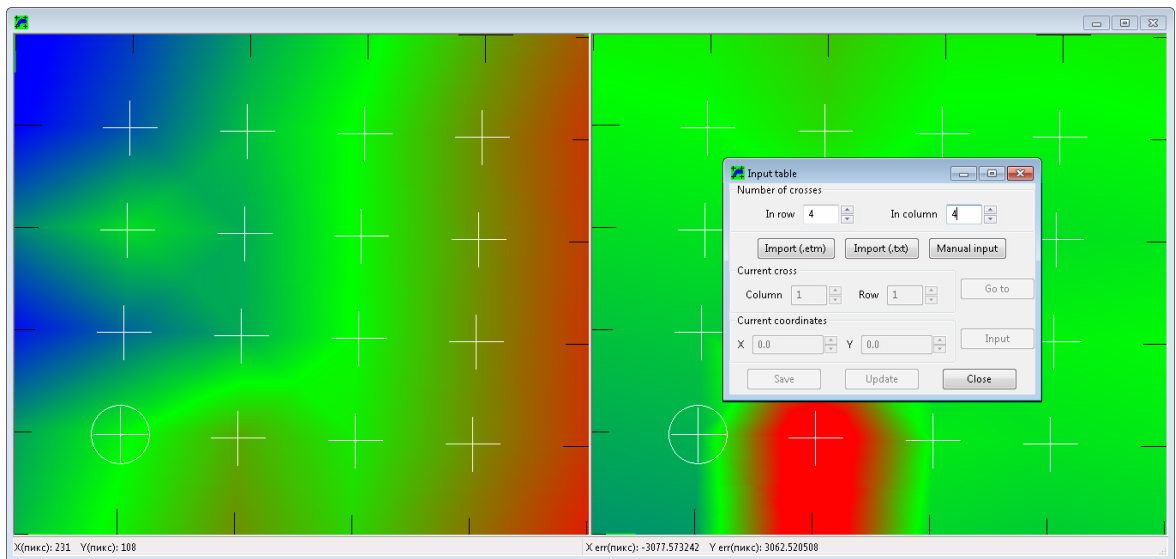 Input table
Number of crosses
In row 4 In column 4
Import (.etm) Import (.txt) Manual input
Current cross
Column 1 Row 1 Go to
Current coordinates
X 0.0 Y 0.0 Input
Save Update Close
X(пикс): 231 Y(пикс): 108 X err(пикс): -3077.573242 Y err(пикс): 3062.520508